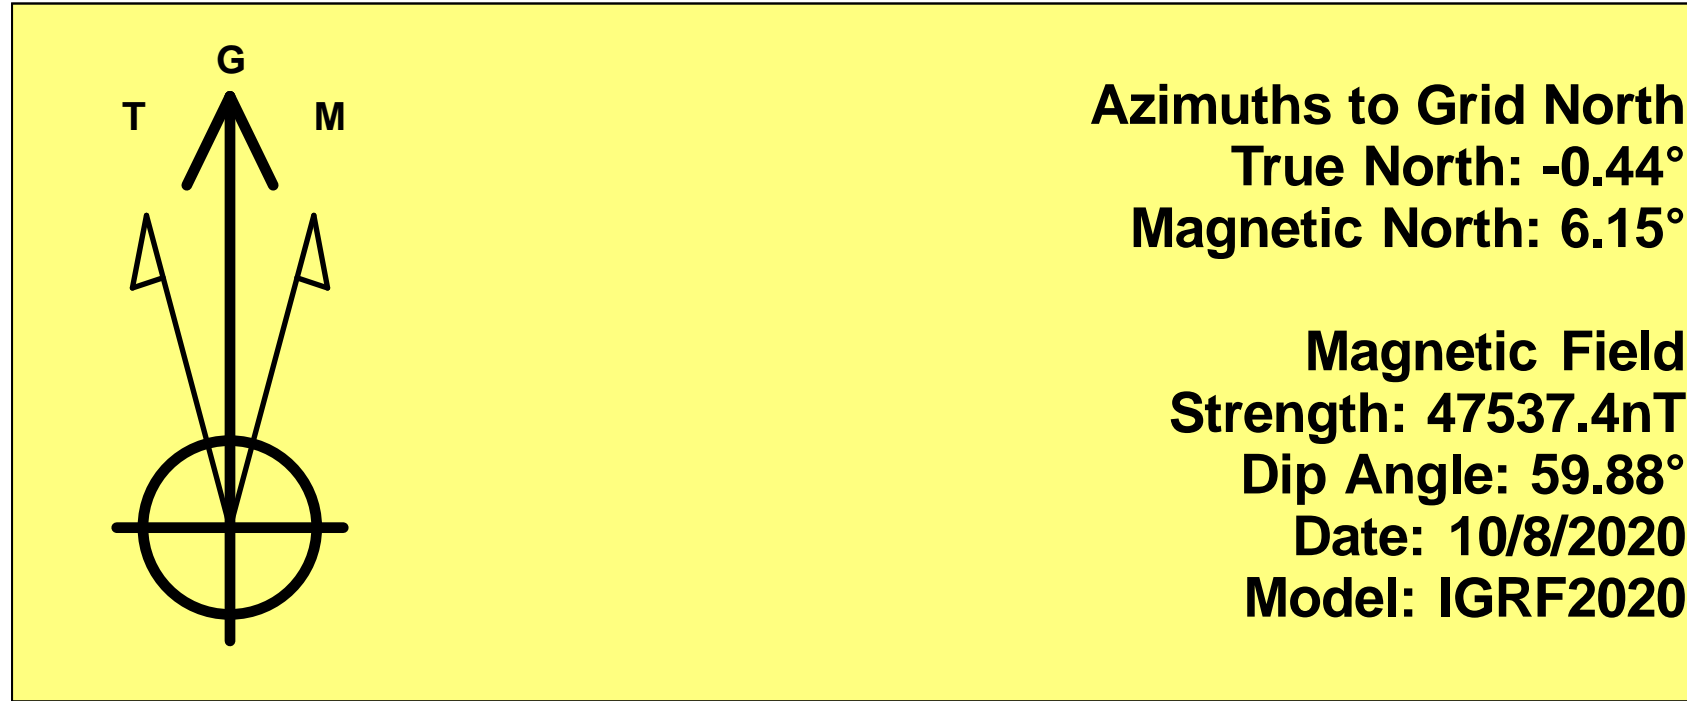 G
T M
Azimuths to Grid North
True North: -0.44°
Magnetic North: 6.15°
Magnetic Field
Strength: 47537.4nT
Dip Angle: 59.88°
Date: 10/8/2020
Model: IGRF2020